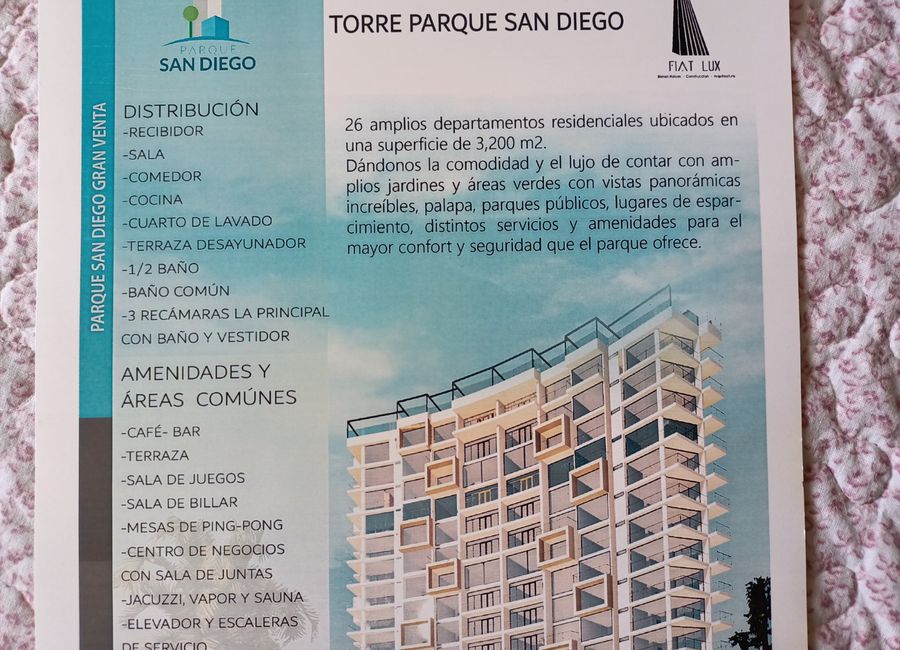 PARQUE
SAN DIEGO
TORRE PARQUE SAN DIEGO
FIAT LUX
Bienes Raíces - Construcción - Arquitectura
PARQUE SAN DIEGO GRAN VENTA
DISTRIBUCIÓN
-RECIBIDOR
-SALA
-COMEDOR
-COCINA
-CUARTO DE LAVADO
-TERRAZA DESAYUNADOR
-1/2 BAÑO
-BAÑO COMÚN
-3 RECÁMARAS LA PRINCIPAL
CON BAÑO Y VESTIDOR
AMENIDADES Y
ÁREAS COMÚNES
-CAFÉ- BAR
-TERRAZA
-SALA DE JUEGOS
-SALA DE BILLAR
-MESAS DE PING-PONG
-CENTRO DE NEGOCIOS
CON SALA DE JUNTAS
-JACUZZI, VAPOR Y SAUNA
-ELEVADOR Y ESCALERAS
DE SERVICIO
26 amplios departamentos residenciales ubicados en
una superficie de 3,200 m2.
Dándonos la comodidad y el lujo de contar con am-
plios jardines y áreas verdes con vistas panorámicas
increíbles, palapa, parques públicos, lugares de espar-
cimiento, distintos servicios y amenidades para el
mayor confort y seguridad que el parque ofrece.